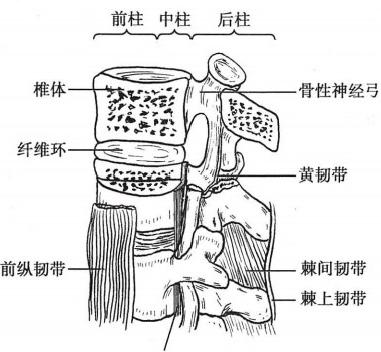 前柱 中柱 后柱
椎体
骨性神经弓
纤维环
黄韧带
前纵韧带
棘间韧带
棘上韧带